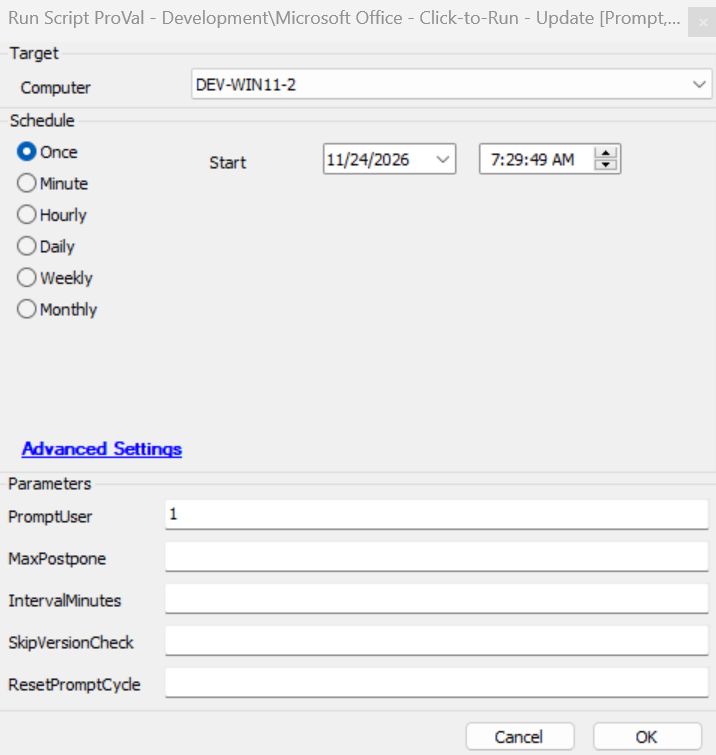 Run Script ProVal - Development\Microsoft Office - Click-to-Run - Update [Prompt,...
Target
Computer DEV-WIN11-2
Schedule
Once Start 11/24/2026 7:29:49 AM
Minute
Hourly
Daily
Weekly
Monthly
Advanced Settings
Parameters
PromptUser 1
MaxPostpone
IntervalMinutes
SkipVersionCheck
ResetPromptCycle
Cancel OK